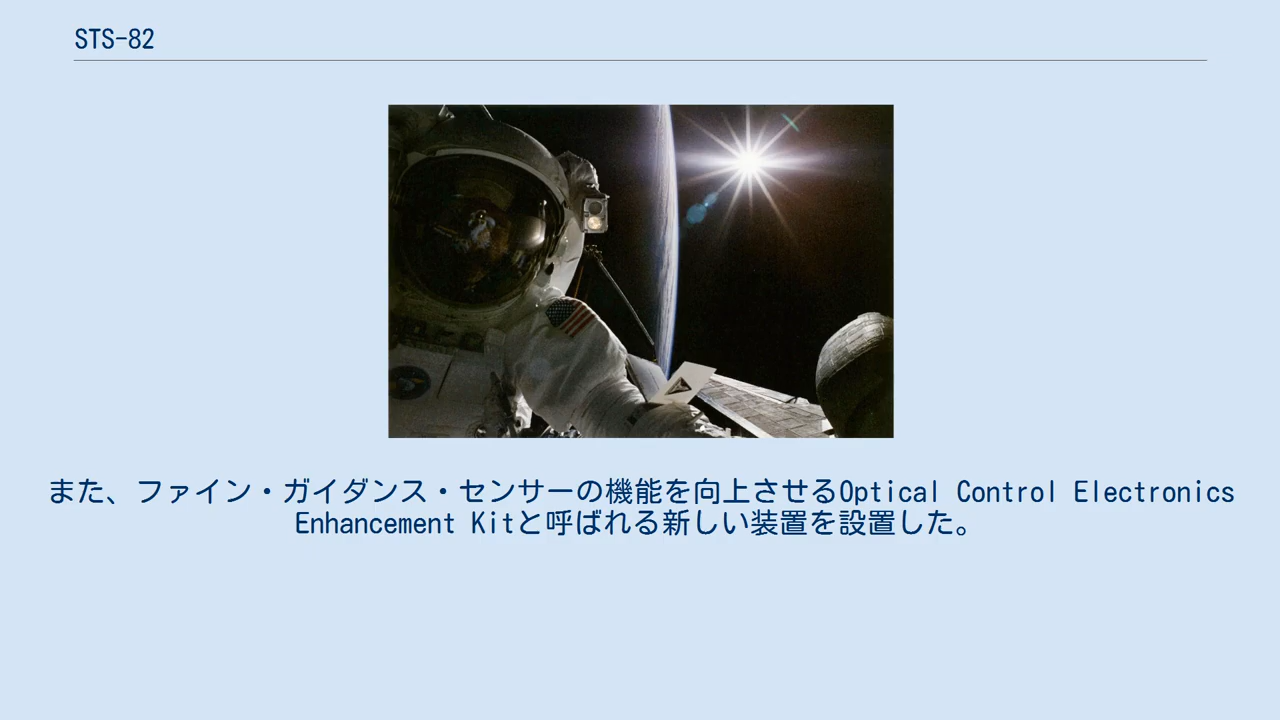 STS-82
また、ファイン・ガイダンス・センサーの機能を向上させるOptical Control Electronics
Enhancement Kitと呼ばれる新しい装置を設置した。